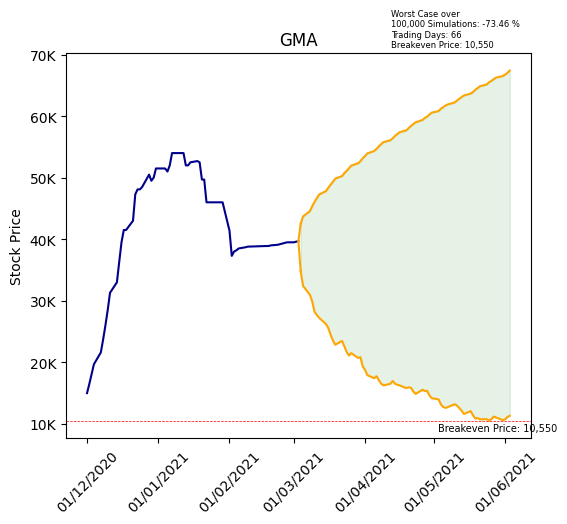 Worst Case over
100,000 Simulations: -73.46 %
Trading Days: 66
Breakeven Price: 10,550
GMA
70K
60K
50K
40K
30K
20K
10K
Stock Price
Breakeven Price: 10,550
01/12/2020
01/01/2021
01/02/2021
01/03/2021
01/04/2021
01/05/2021
01/06/2021